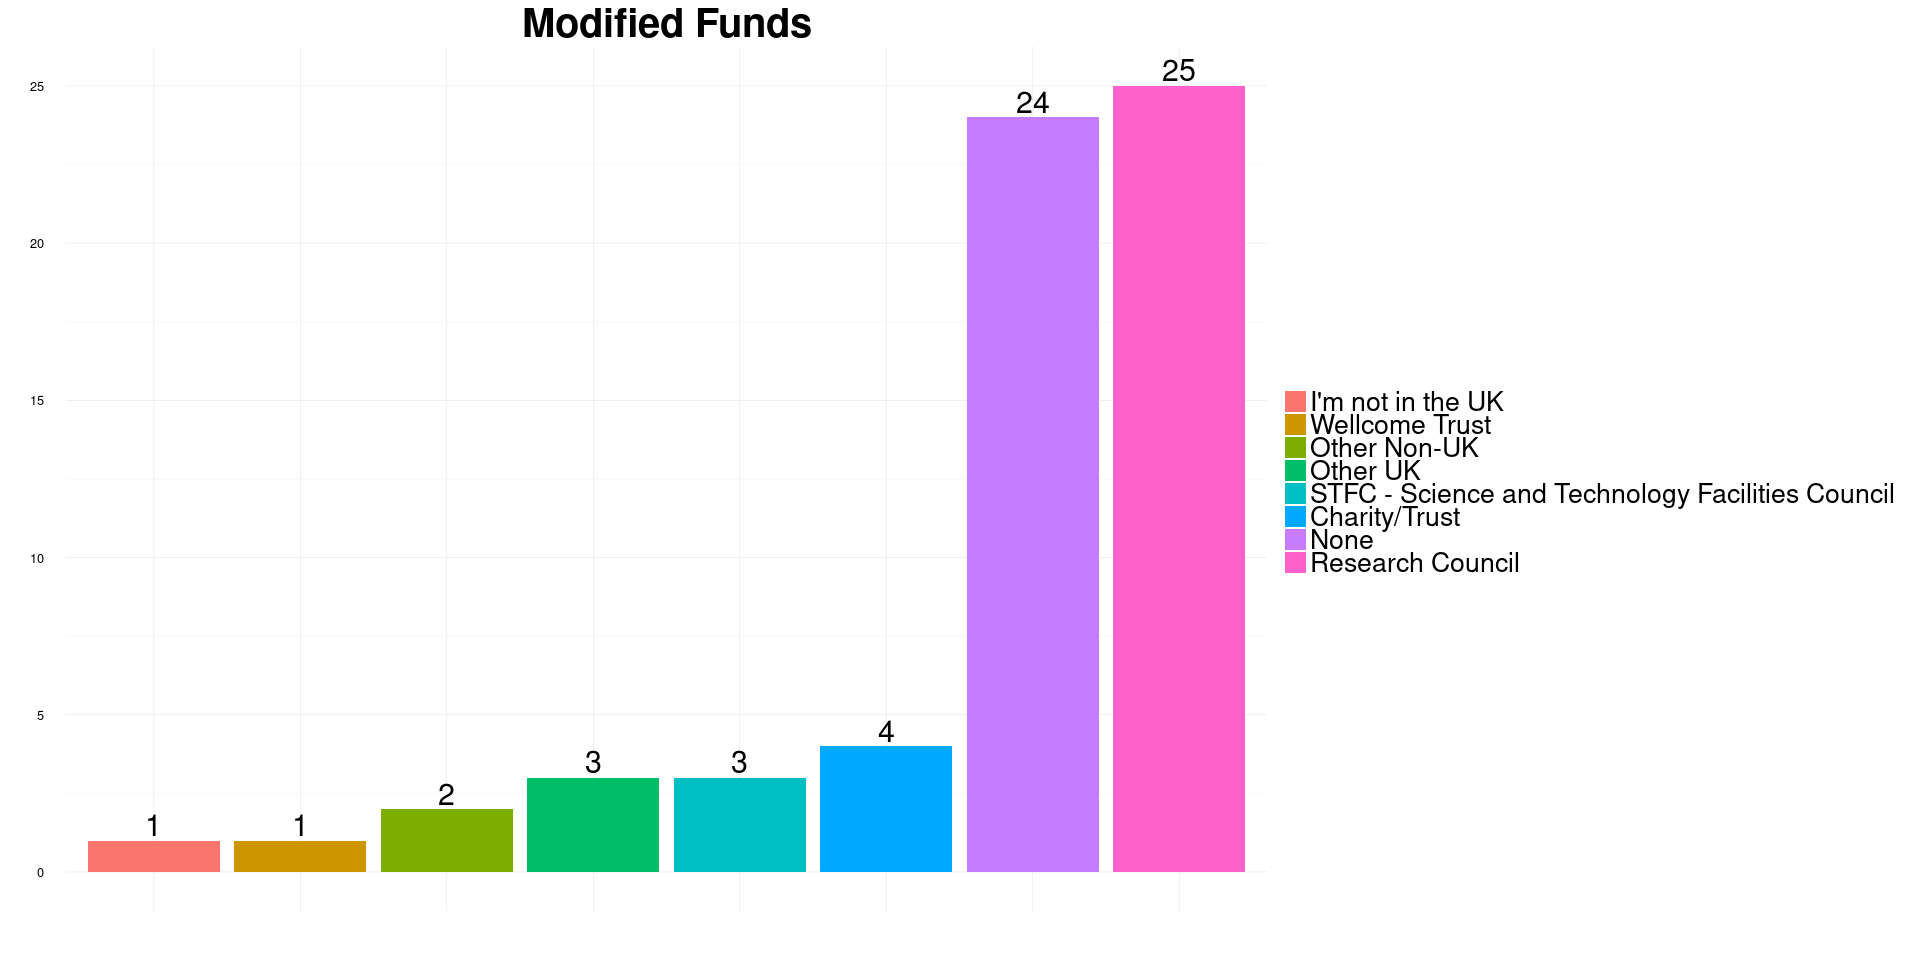 Modified Funds
25
20
15
10
5
0
1
1
2
3
3
4
24
25
I'm not in the UK
Wellcome Trust
Other Non-UK
Other UK
STFC - Science and Technology Facilities Council
Charity/Trust
None
Research Council